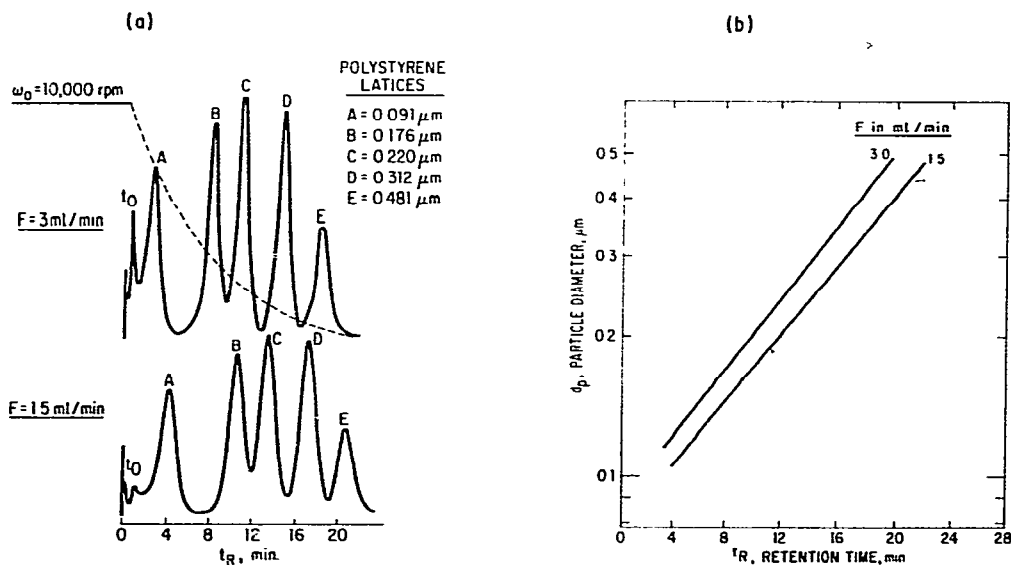 (a)
ω₀=10,000 rpm
POLYSTYRENE
LATICES
A = 0.091 μm
B = 0.176 μm
C = 0.220 μm
D = 0.312 μm
E = 0.481 μm
t₀
A
B
C
D
E
F=3ml/min
t₀
A
B
C
D
E
F=1.5 ml/min
0 4 8 12 16 20
tR, min.
(b)
F in ml/min
3.0 1.5
0.5
0.4
0.3
0.2
0.1
dp, PARTICLE DIAMETER, μm
0 4 8 12 16 20 24 28
tR, RETENTION TIME, min